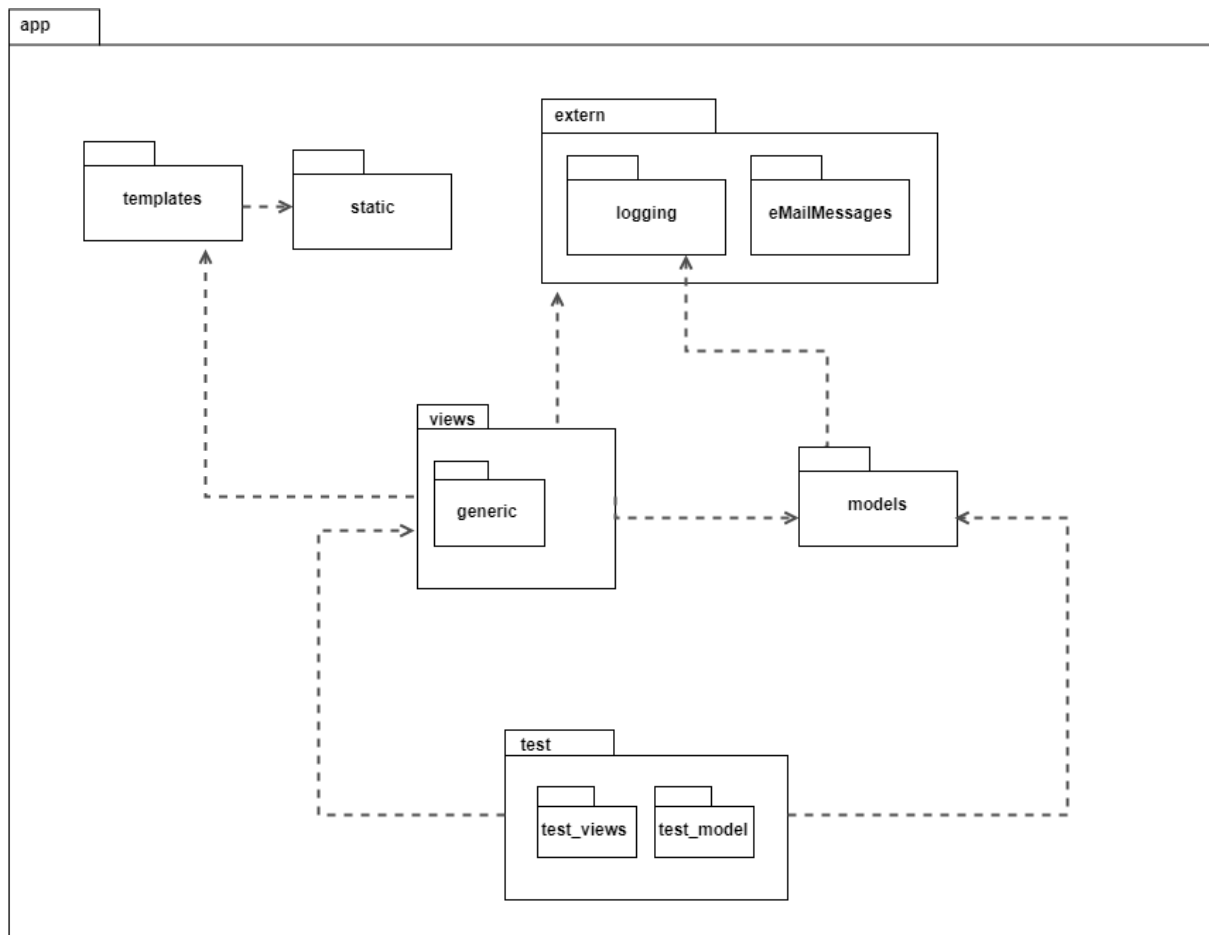 app
extern
templates
static
logging
eMailMessages
views
generic
models
test
test_views
test_model